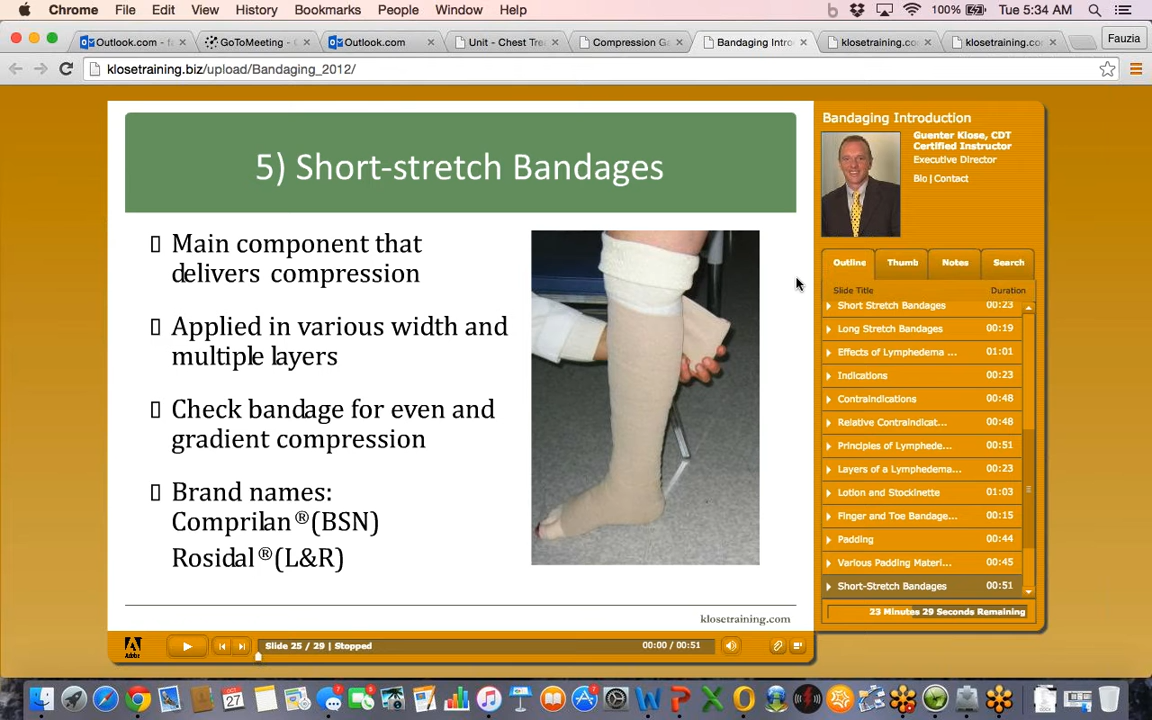 Chrome File Edit View History Bookmarks People Window Help 100% Tue 5:34 AM
Outlook.com - f GoToMeeting - L Outlook.com Unit - Chest Tre Compression Ga Bandaging Intro klosetraining.co klosetraining.co Fauzia
klosetraining.biz/upload/Bandaging_2012/
5) Short-stretch Bandages
Main component that
delivers compression
Applied in various width and
multiple layers
Check bandage for even and
gradient compression
Brand names:
Comprilan®(BSN)
Rosidal®(L&R)
klosetraining.com
Slide 25 / 29 | Stopped 00:00 / 00:51
Bandaging Introduction
Guenter Klose, CDT
Certified Instructor
Executive Director
Bio | Contact
Outline Thumb Notes Search
Slide Title Duration
Short Stretch Bandages 00:23
Long Stretch Bandages 00:19
Effects of Lymphedema ... 01:01
Indications 00:23
Contraindications 00:48
Relative Contraindicat... 00:48
Principles of Lymphede... 00:51
Layers of a Lymphedema... 00:23
Lotion and Stockinette 01:03
Finger and Toe Bandage... 00:15
Padding 00:44
Various Padding Materi... 00:45
Short-Stretch Bandages 00:51
23 Minutes 29 Seconds Remaining
Adobe
OCT
27